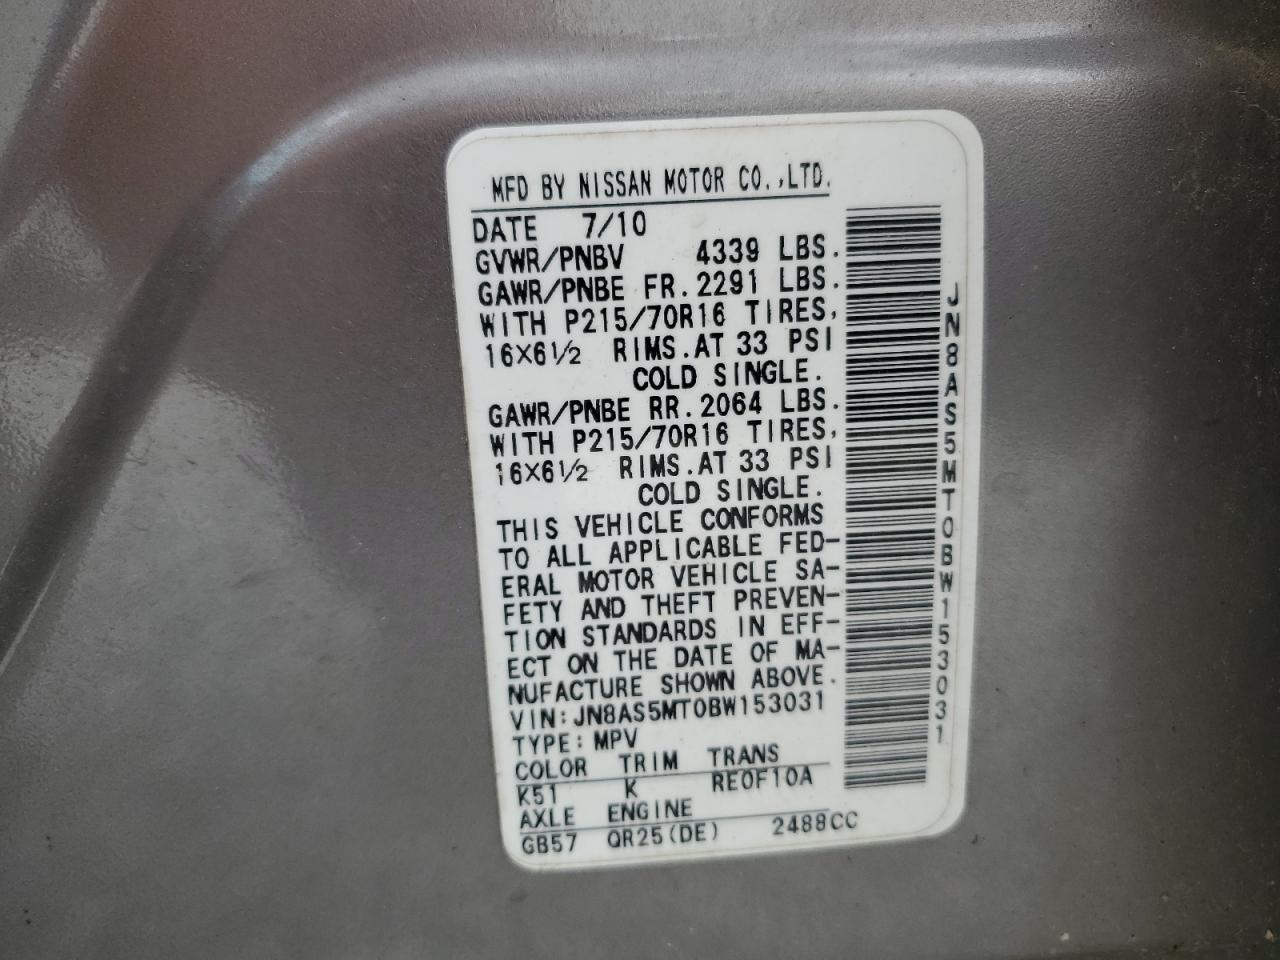 MFD BY NISSAN MOTOR CO.,LTD.
DATE 7/10
GVWR/PNBV 4339 LBS.
GAWR/PNBE FR.2291 LBS.
WITH P215/70R16 TIRES,
16X6½ RIMS.AT 33 PSI
COLD SINGLE.
GAWR/PNBE RR.2064 LBS.
WITH P215/70R16 TIRES,
16X6½ RIMS.AT 33 PSI
COLD SINGLE.
THIS VEHICLE CONFORMS
TO ALL APPLICABLE FED-
ERAL MOTOR VEHICLE SA-
FETY AND THEFT PREVEN-
TION STANDARDS IN EFF-
ECT ON THE DATE OF MA-
NUFACTURE SHOWN ABOVE.
VIN:JN8AS5MT0BW153031
TYPE:MPV
COLOR TRIM TRANS
K51 K RE0F10A
AXLE ENGINE
GB57 QR25(DE) 2488CC
JN8AS5MT0BW153031